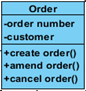 Order
-order number
-customer
+create order()
+amend order()
+cancel order()